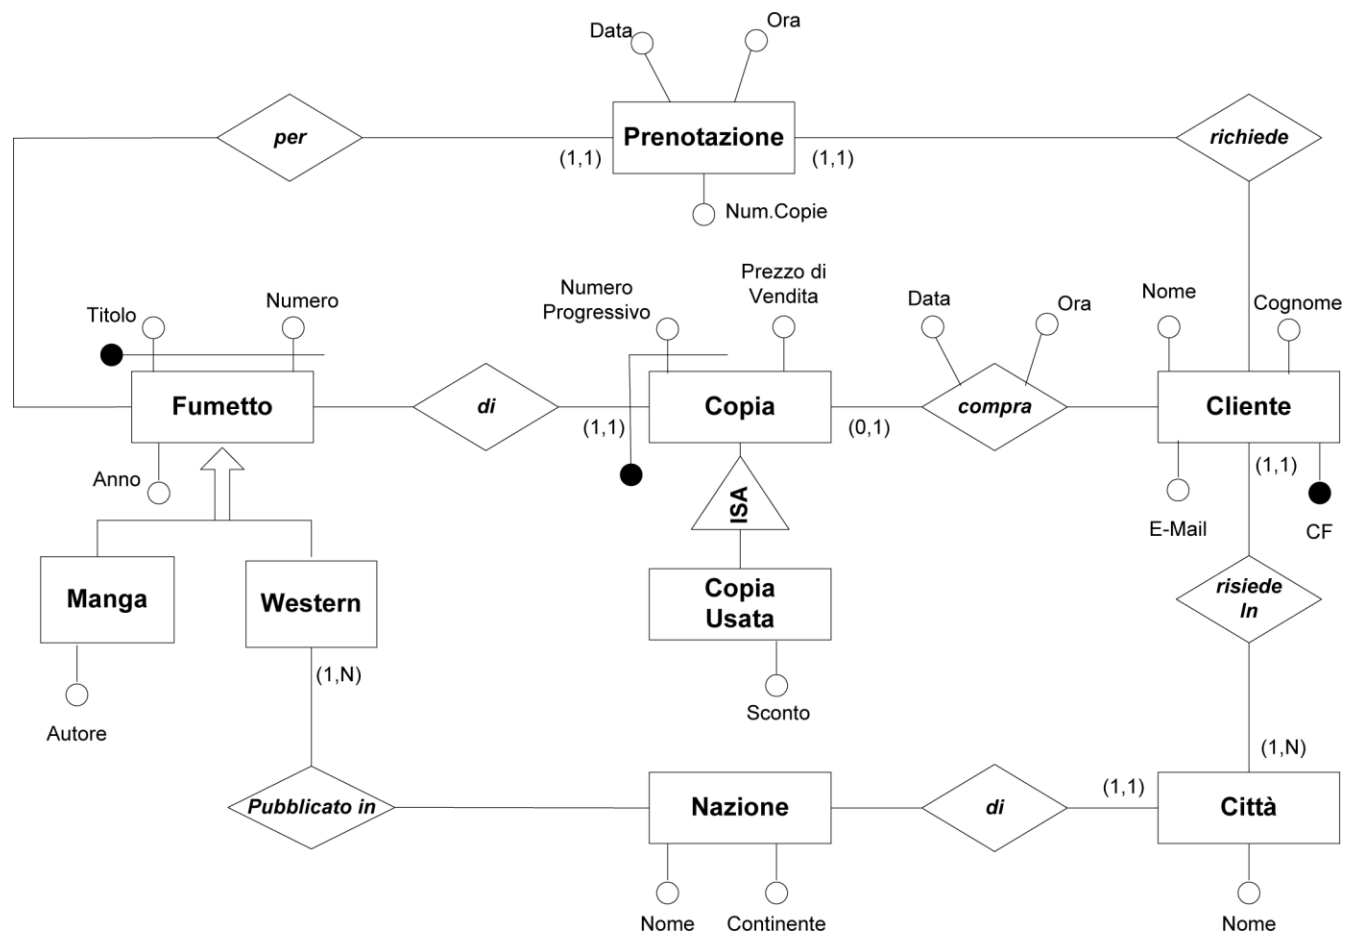 Data
Ora
per
Prenotazione
richiede
(1,1)
(1,1)
Num.Copie
Titolo
Numero
Numero
Progressivo
Prezzo di
Vendita
Data
Ora
Nome
Cognome
Fumetto
di
(1,1)
Copia
(0,1)
compra
Cliente
(1,1)
Anno
ISA
E-Mail
CF
Manga
Western
Copia
Usata
risiede
In
(1,N)
Autore
Sconto
(1,N)
Pubblicato in
Nazione
di
(1,1)
Città
Nome
Continente
Nome